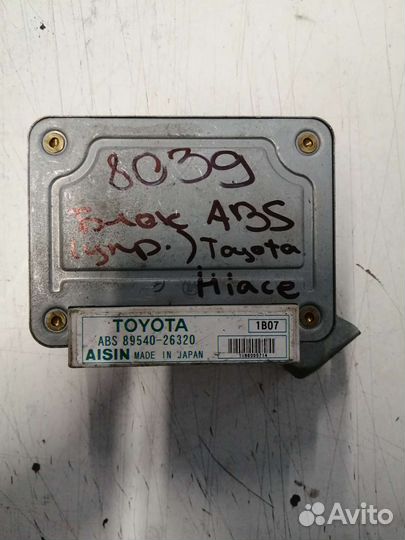 8039
Блок ABS
(упр.) Toyota
Hiace
TOYOTA
1B07
ABS 89540-26320
AISIN MADE IN JAPAN
Avito